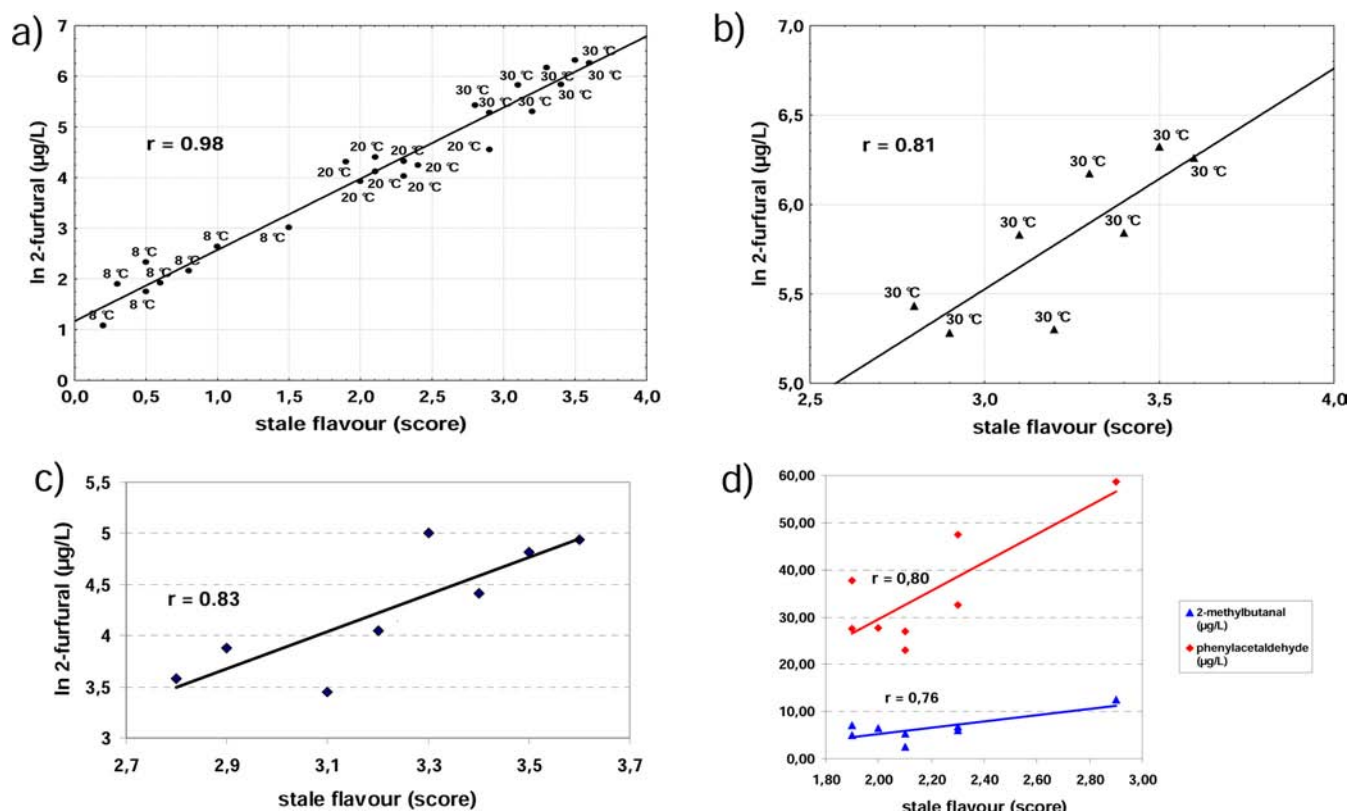 a)
ln 2-furfural (µg/L)
7
6
5
4
3
2
1
0
r = 0.98
30 °C
30 °C
30 °C
30 °C
30 °C
30 °C
30 °C
30 °C
20 °C
20 °C
20 °C
20 °C
20 °C
20 °C
20 °C
20 °C
8 °C
8 °C
8 °C
8 °C
8 °C
8 °C
8 °C
8 °C
0,0 0,5 1,0 1,5 2,0 2,5 3,0 3,5 4,0
stale flavour (score)
b)
ln 2-furfural (µg/L)
7,0
6,5
6,0
5,5
5,0
r = 0.81
30 °C
30 °C
30 °C
30 °C
30 °C
30 °C
30 °C
30 °C
2,5 3,0 3,5 4,0
stale flavour (score)
c)
ln 2-furfural (µg/L)
5,5
5
4,5
4
3,5
3
r = 0.83
2,7 2,9 3,1 3,3 3,5 3,7
stale flavour (score)
d)
60,00
50,00
40,00
30,00
20,00
10,00
0,00
r = 0,80
r = 0,76
1,80 2,00 2,20 2,40 2,60 2,80 3,00
stale flavour (score)
2-methylbutanal
(µg/L)
phenylacetaldehyde
(µg/L)